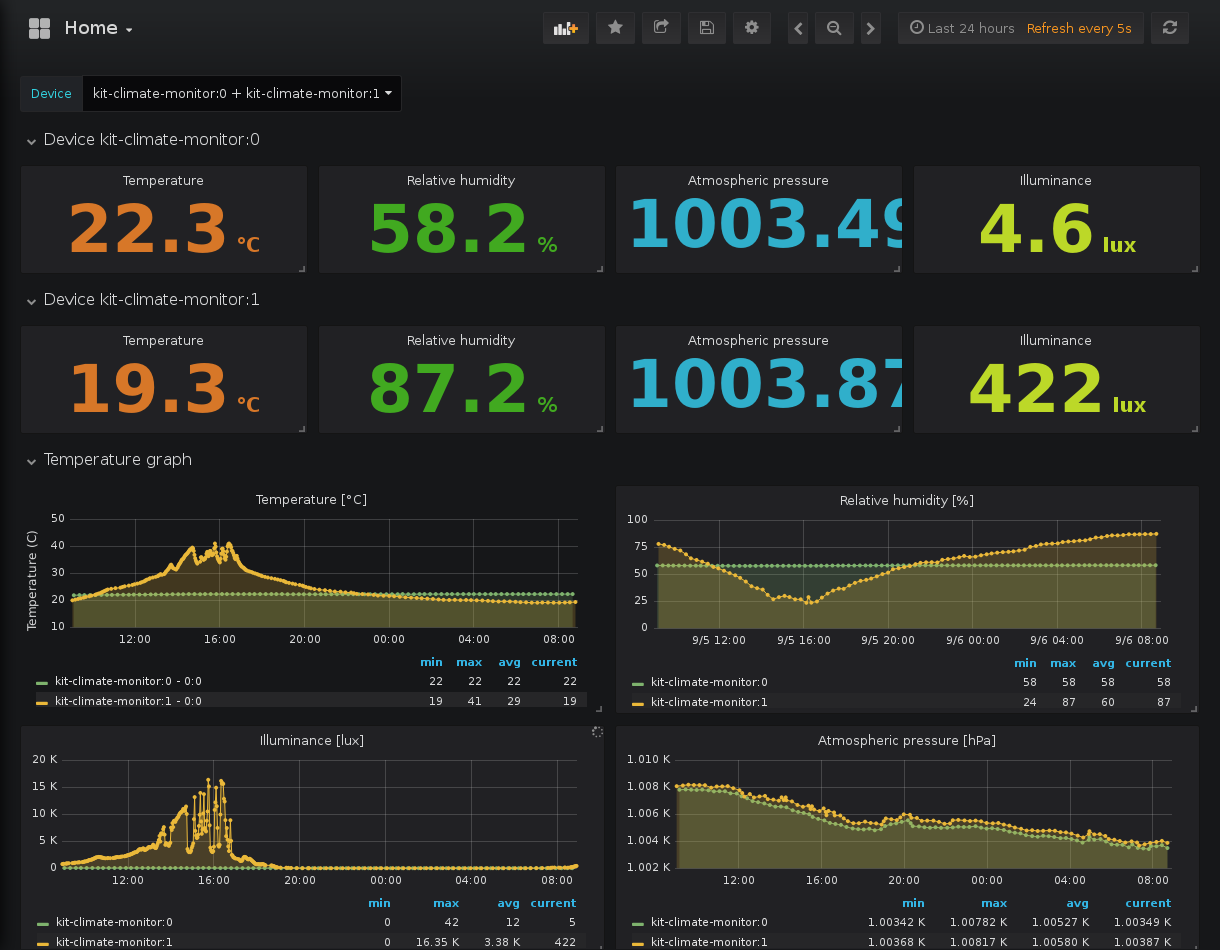 Home
Last 24 hours Refresh every 5s
Device kit-climate-monitor:0 + kit-climate-monitor:1
Device kit-climate-monitor:0
Temperature Relative humidity Atmospheric pressure Illuminance
22.3 °C 58.2 % 1003.49 4.6 lux
Device kit-climate-monitor:1
Temperature Relative humidity Atmospheric pressure Illuminance
19.3 °C 87.2 % 1003.87 422 lux
Temperature graph
Temperature [°C]
Temperature (C)
50
40
30
20
10
12:00 16:00 20:00 00:00 04:00 08:00
min max avg current
kit-climate-monitor:0 - 0:0 22 22 22 22
kit-climate-monitor:1 - 0:0 19 41 29 19
Relative humidity [%]
100
75
50
25
0
9/5 12:00 9/5 16:00 9/5 20:00 9/6 00:00 9/6 04:00 9/6 08:00
min max avg current
kit-climate-monitor:0 58 58 58 58
kit-climate-monitor:1 24 87 60 87
Illuminance [lux]
20 K
15 K
10 K
5 K
0
12:00 16:00 20:00 00:00 04:00 08:00
min max avg current
kit-climate-monitor:0 0 42 12 5
kit-climate-monitor:1 0 16.35 K 3.38 K 422
Atmospheric pressure [hPa]
1.010 K
1.008 K
1.006 K
1.004 K
1.002 K
12:00 16:00 20:00 00:00 04:00 08:00
min max avg current
kit-climate-monitor:0 1.00342 K 1.00782 K 1.00527 K 1.00349 K
kit-climate-monitor:1 1.00368 K 1.00817 K 1.00580 K 1.00387 K